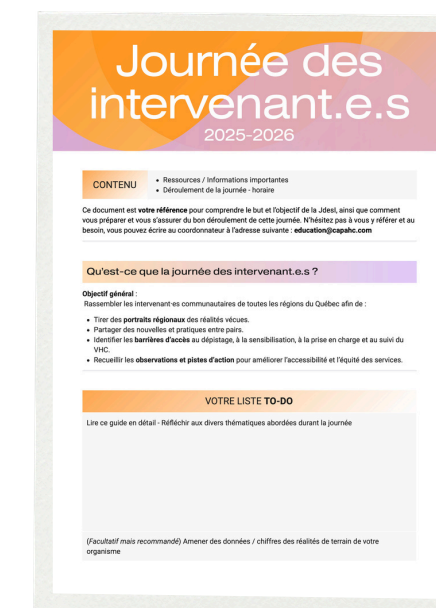 Journée des
intervenant.e.s
2025-2026
CONTENU
• Ressources / Informations importantes
• Déroulement de la journée - horaire
Ce document est votre référence pour comprendre le but et l'objectif de la JdesI, ainsi que comment
vous préparer et vous s'assurer du bon déroulement de cette journée. N'hésitez pas à vous y référer et au
besoin, vous pouvez écrire au coordonnateur à l'adresse suivante : education@capahc.com
Qu'est-ce que la journée des intervenant.e.s ?
Objectif général :
Rassembler les intervenant·es communautaires de toutes les régions du Québec afin de :
• Tirer des portraits régionaux des réalités vécues.
• Partager des nouvelles et pratiques entre pairs.
• Identifier les barrières d'accès au dépistage, à la sensibilisation, à la prise en charge et au suivi du
VHC.
• Recueillir les observations et pistes d'action pour améliorer l'accessibilité et l'équité des services.
VOTRE LISTE TO-DO
Lire ce guide en détail - Réfléchir aux divers thématiques abordées durant la journée
(Facultatif mais recommandé) Amener des données / chiffres des réalités de terrain de votre
organisme